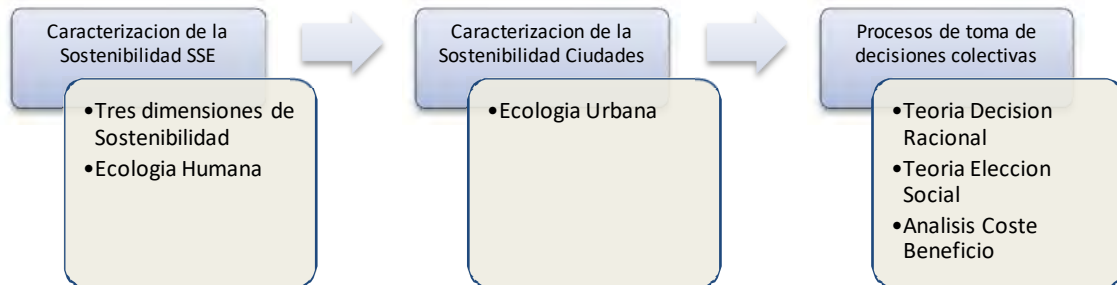 Caracterizacion de la
Sostenibilidad SSE
•Tres dimensiones de
Sostenibilidad
•Ecologia Humana
Caracterizacion de la
Sostenibilidad Ciudades
•Ecologia Urbana
Procesos de toma de
decisiones colectivas
•Teoria Decision
Racional
•Teoria Eleccion
Social
•Analisis Coste
Beneficio